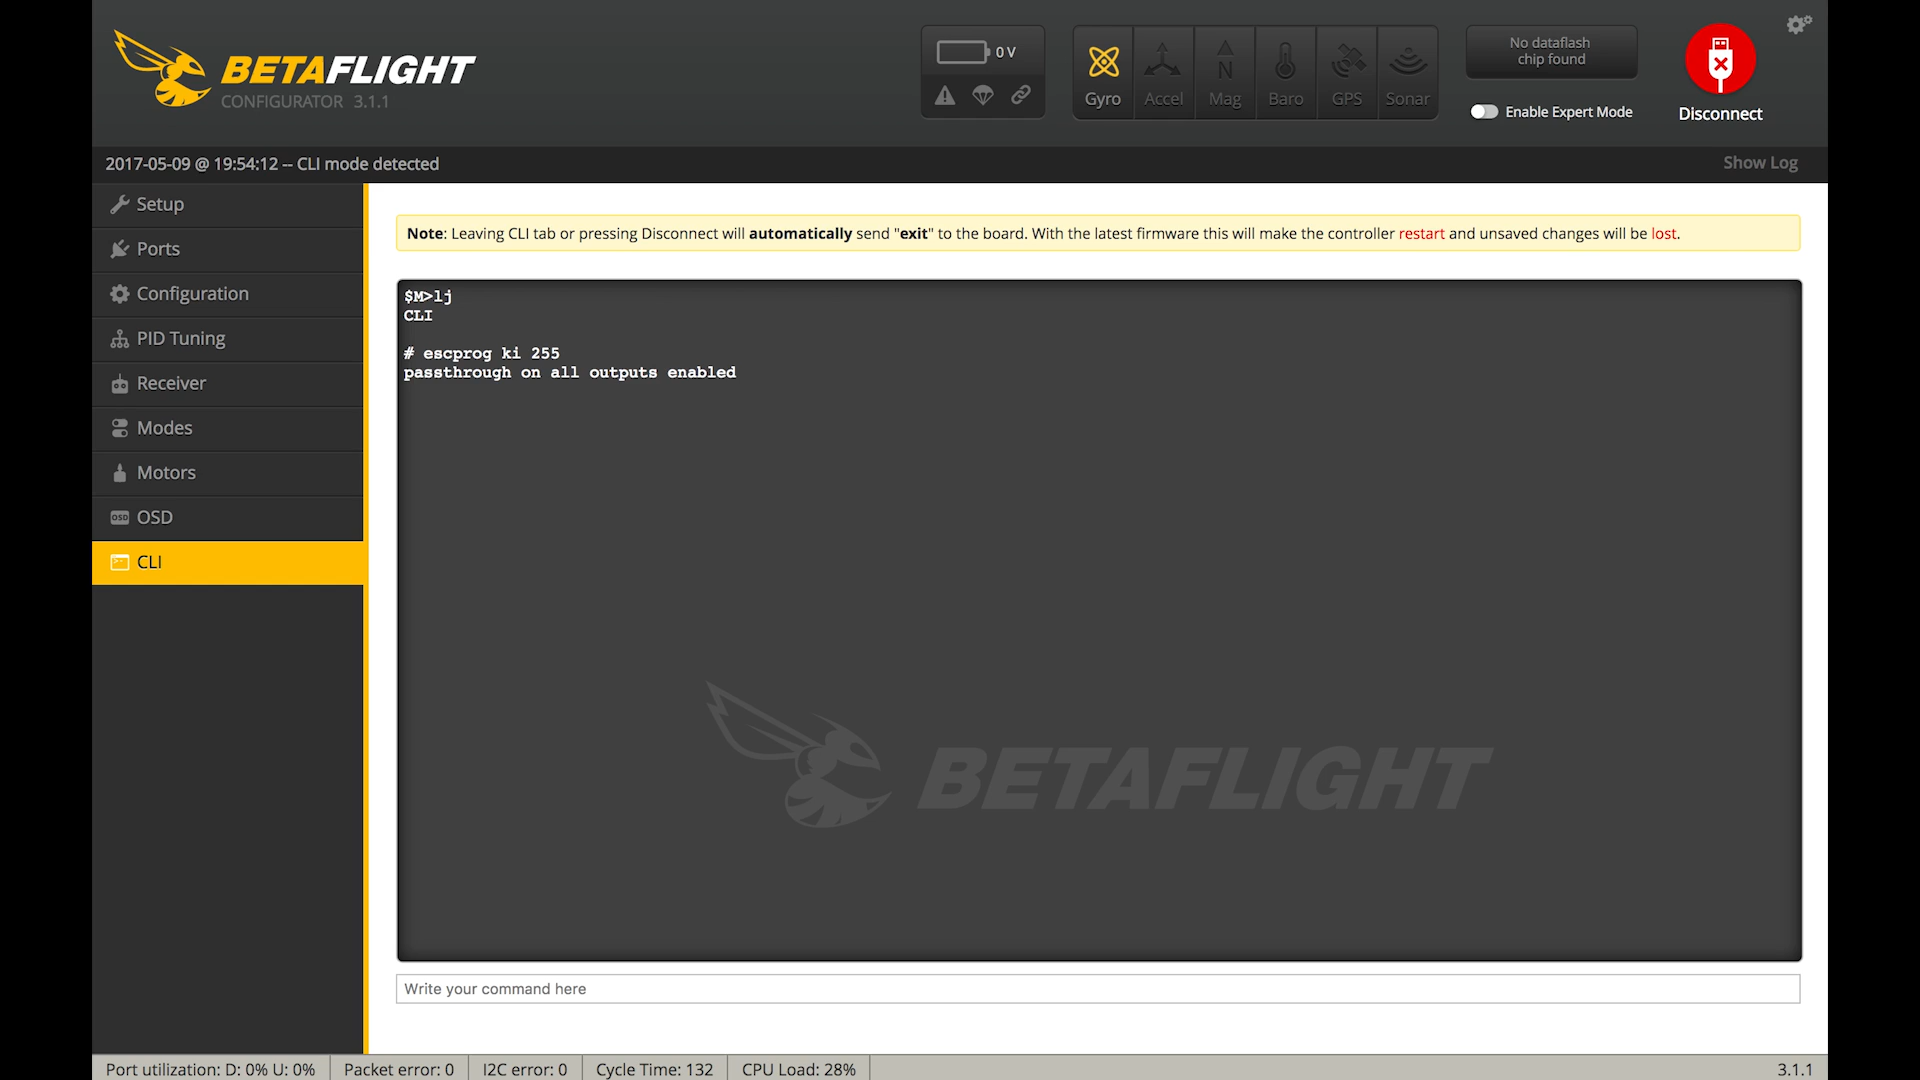 BETAFLIGHT
CONFIGURATOR 3.1.1
0 V
Gyro
Accel
Mag
N
Baro
GPS
Sonar
No dataflash
chip found
Enable Expert Mode
Disconnect
2017-05-09 @ 19:54:12 -- CLI mode detected
Show Log
Setup
Ports
Configuration
PID Tuning
Receiver
Modes
Motors
OSD OSD
CLI
Note: Leaving CLI tab or pressing Disconnect will automatically send "exit" to the board. With the latest firmware this will make the controller restart and unsaved changes will be lost.
$M>lj
CLI
# escprog ki 255
passthrough on all outputs enabled
BETAFLIGHT
Write your command here
Port utilization: D: 0% U: 0%
Packet error: 0
I2C error: 0
Cycle Time: 132
CPU Load: 28%
3.1.1